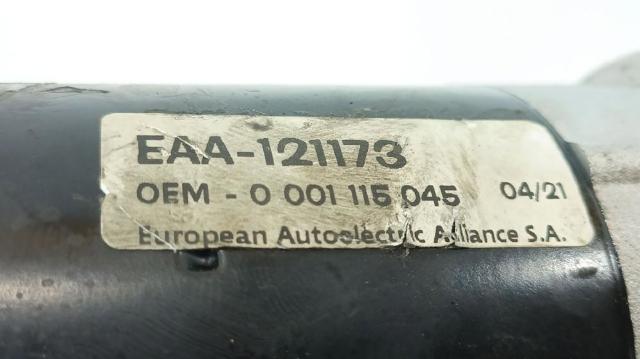 EAA-121173
OEM - 0 001 115 045 04/21
European Autoelectric Alliance S.A.